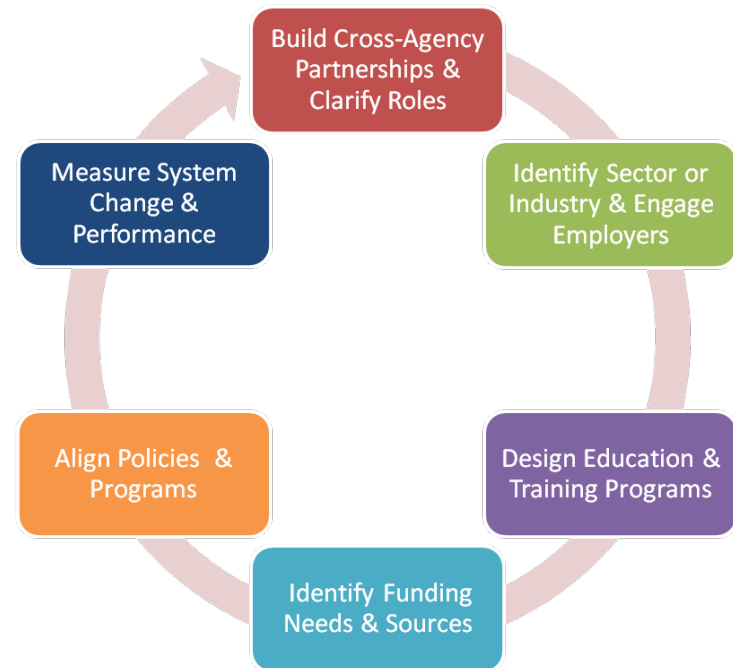 Build Cross-Agency
Partnerships &
Clarify Roles
Identify Sector or
Industry & Engage
Employers
Design Education &
Training Programs
Identify Funding
Needs & Sources
Align Policies &
Programs
Measure System
Change &
Performance